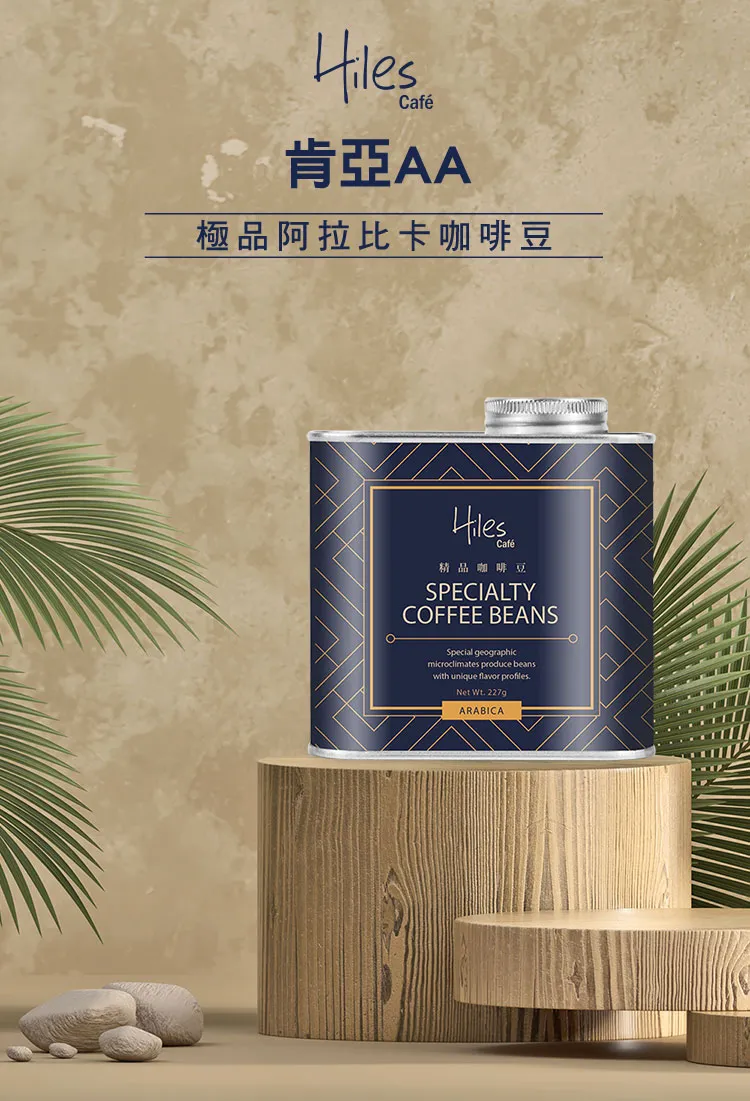 Hiles
Café
肯亞AA
極品阿拉比卡咖啡豆
Hiles
Café
精品咖啡豆
SPECIALTY
COFFEE BEANS
Special geographic
microclimates produce beans
with unique flavor profiles.
Net Wt. 227g
ARABICA